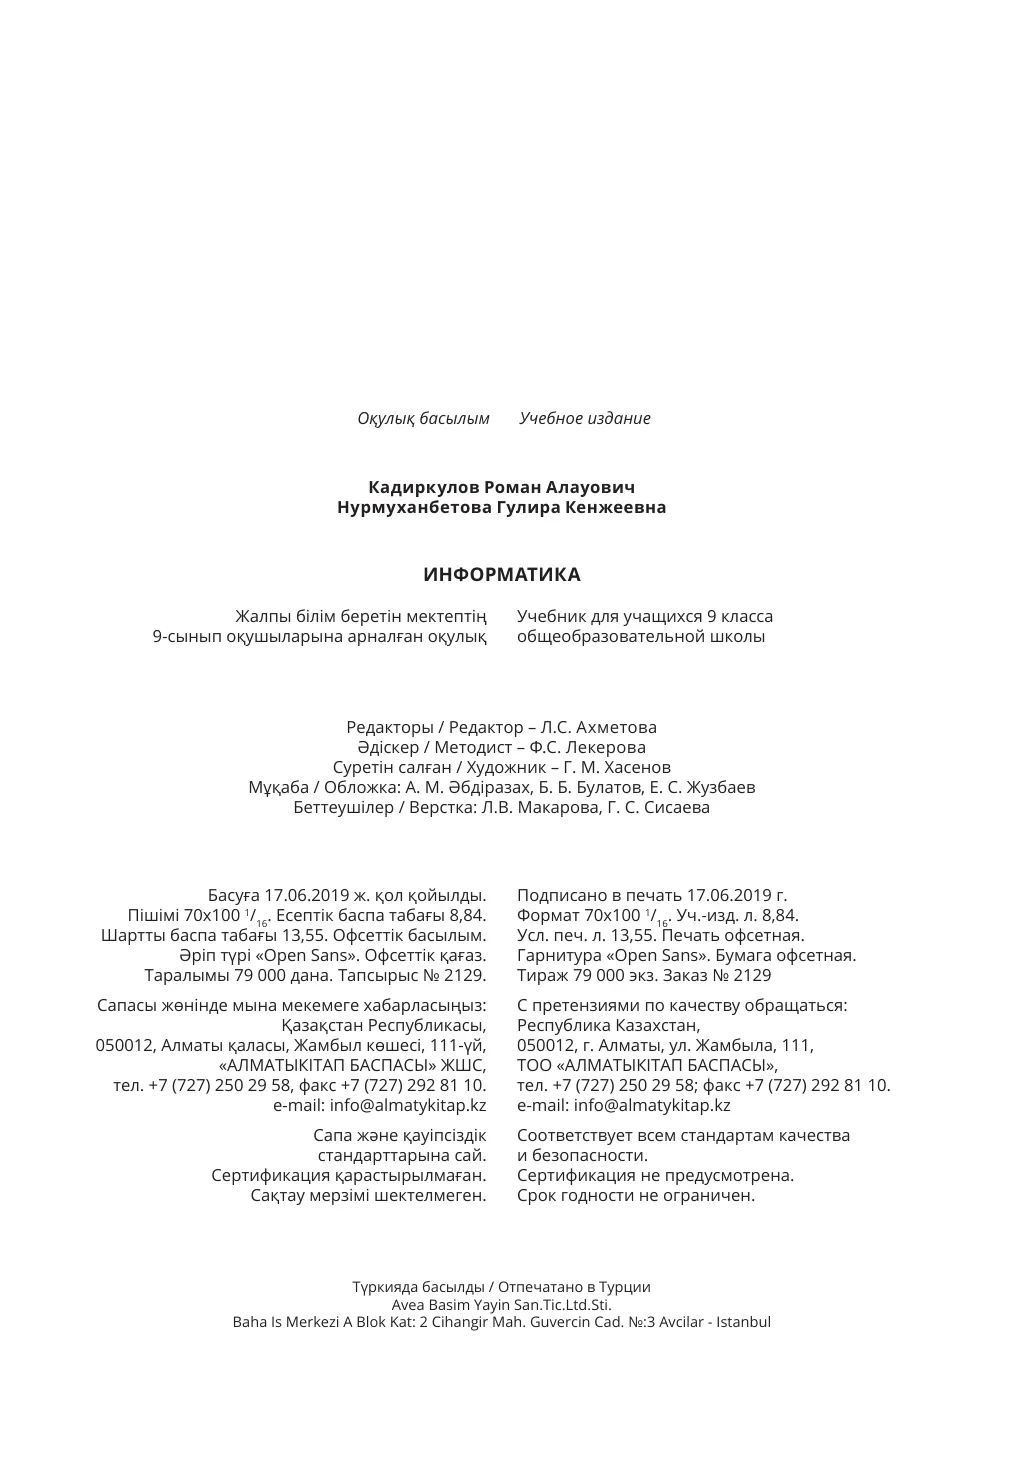 Оқулық басылым Учебное издание
Кадиркулов Роман Алауович
Нурмуханбетова Гулира Кенжеевна
ИНФОРМАТИКА
Жалпы білім беретін мектептің
9-сынып оқушыларына арналған оқулық
Учебник для учащихся 9 класса
общеобразовательной школы
Редакторы / Редактор – Л.С. Ахметова
Әдіскер / Методист – Ф.С. Лекерова
Суретін салған / Художник – Г. М. Хасенов
Мұқаба / Обложка: А. М. Әбдіразах, Б. Б. Булатов, Е. С. Жузбаев
Беттеушілер / Верстка: Л.В. Макарова, Г. С. Сисаева
Басуға 17.06.2019 ж. қол қойылды.
Пішімі 70х100 1/16. Есептік баспа табағы 8,84.
Шартты баспа табағы 13,55. Офсеттік басылым.
Әріп түрі «Open Sans». Офсеттік қағаз.
Таралымы 79 000 дана. Тапсырыс № 2129.
Сапасы жөнінде мына мекемеге хабарласыңыз:
Қазақстан Республикасы,
050012, Алматы қаласы, Жамбыл көшесі, 111-үй,
«АЛМАТЫКІТАП БАСПАСЫ» ЖШС,
тел. +7 (727) 250 29 58, факс +7 (727) 292 81 10.
e-mail: info@almatykitap.kz
Сапа және қауіпсіздік
стандарттарына сай.
Сертификация қарастырылмаған.
Сақтау мерзімі шектелмеген.
Подписано в печать 17.06.2019 г.
Формат 70х100 1/16. Уч.-изд. л. 8,84.
Усл. печ. л. 13,55. Печать офсетная.
Гарнитура «Open Sans». Бумага офсетная.
Тираж 79 000 экз. Заказ № 2129
С претензиями по качеству обращаться:
Республика Казахстан,
050012, г. Алматы, ул. Жамбыла, 111,
ТОО «АЛМАТЫКІТАП БАСПАСЫ»,
тел. +7 (727) 250 29 58; факс +7 (727) 292 81 10.
e-mail: info@almatykitap.kz
Соответствует всем стандартам качества
и безопасности.
Сертификация не предусмотрена.
Срок годности не ограничен.
Түркияда басылды / Отпечатано в Турции
Avea Basim Yayin San.Tic.Ltd.Sti.
Baha Is Merkezi A Blok Kat: 2 Cihangir Mah. Guvercin Cad. №:3 Avcilar - Istanbul